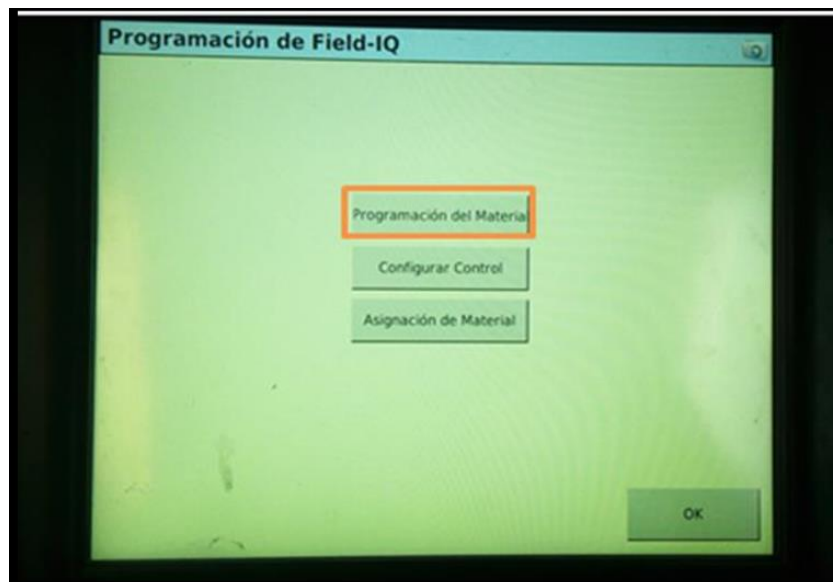 Programación de Field-IQ
Programación del Materia
Configurar Control
Asignación de Material
OK